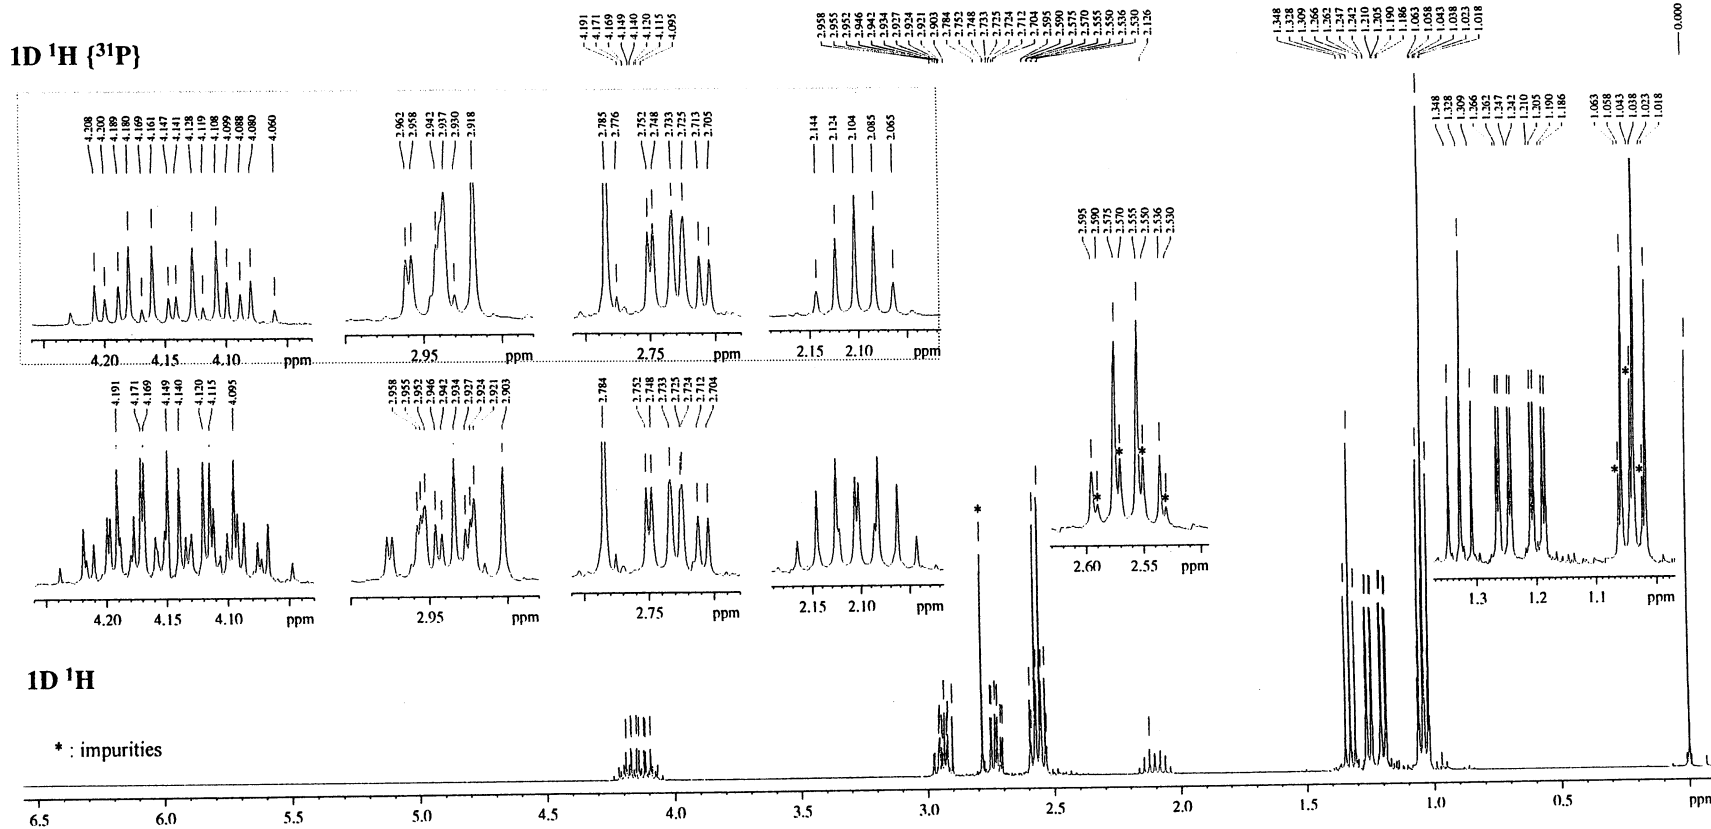 4.191 4.171 4.169 4.149 4.140 4.120 4.115 4.095
2.958 2.955 2.952 2.946 2.942 2.934 2.927 2.924 2.921 2.903 2.784 2.752 2.748 2.733 2.725 2.724 2.712 2.704 2.595 2.590 2.575 2.570 2.555 2.550 2.536 2.530 2.126
1.348 1.328 1.309 1.266 1.262 1.247 1.242 1.210 1.205 1.190 1.186 1.063 1.058 1.043 1.038 1.023 1.018
-0.000
1D ¹H {³¹P}
4.208 4.200 4.189 4.180 4.169 4.161 4.147 4.141 4.128 4.119 4.108 4.099 4.088 4.080 4.060
2.962 2.958 2.942 2.937 2.930 2.918
2.785 2.776 2.752 2.748 2.733 2.725 2.713 2.705
2.144 2.124 2.104 2.085 2.065
1.348 1.328 1.309 1.266 1.262 1.247 1.242 1.210 1.205 1.190 1.186
1.063 1.058 1.043 1.038 1.023 1.018
2.595 2.590 2.575 2.570 2.555 2.550 2.536 2.530
4.20 4.15 4.10 ppm
2.95 ppm
2.75 ppm
2.15 2.10 ppm
4.191 4.171 4.169 4.149 4.140 4.120 4.115 4.095
2.958 2.955 2.952 2.946 2.942 2.934 2.927 2.924 2.921 2.903
2.784 2.752 2.748 2.733 2.725 2.724 2.712 2.704
*
*
* *
*
* *
*
* *
2.60 2.55 ppm
1.3 1.2 1.1 ppm
4.20 4.15 4.10 ppm
2.95 ppm
2.75 ppm
2.15 2.10 ppm
1D ¹H
* : impurities
6.5 6.0 5.5 5.0 4.5 4.0 3.5 3.0 2.5 2.0 1.5 1.0 0.5 ppm